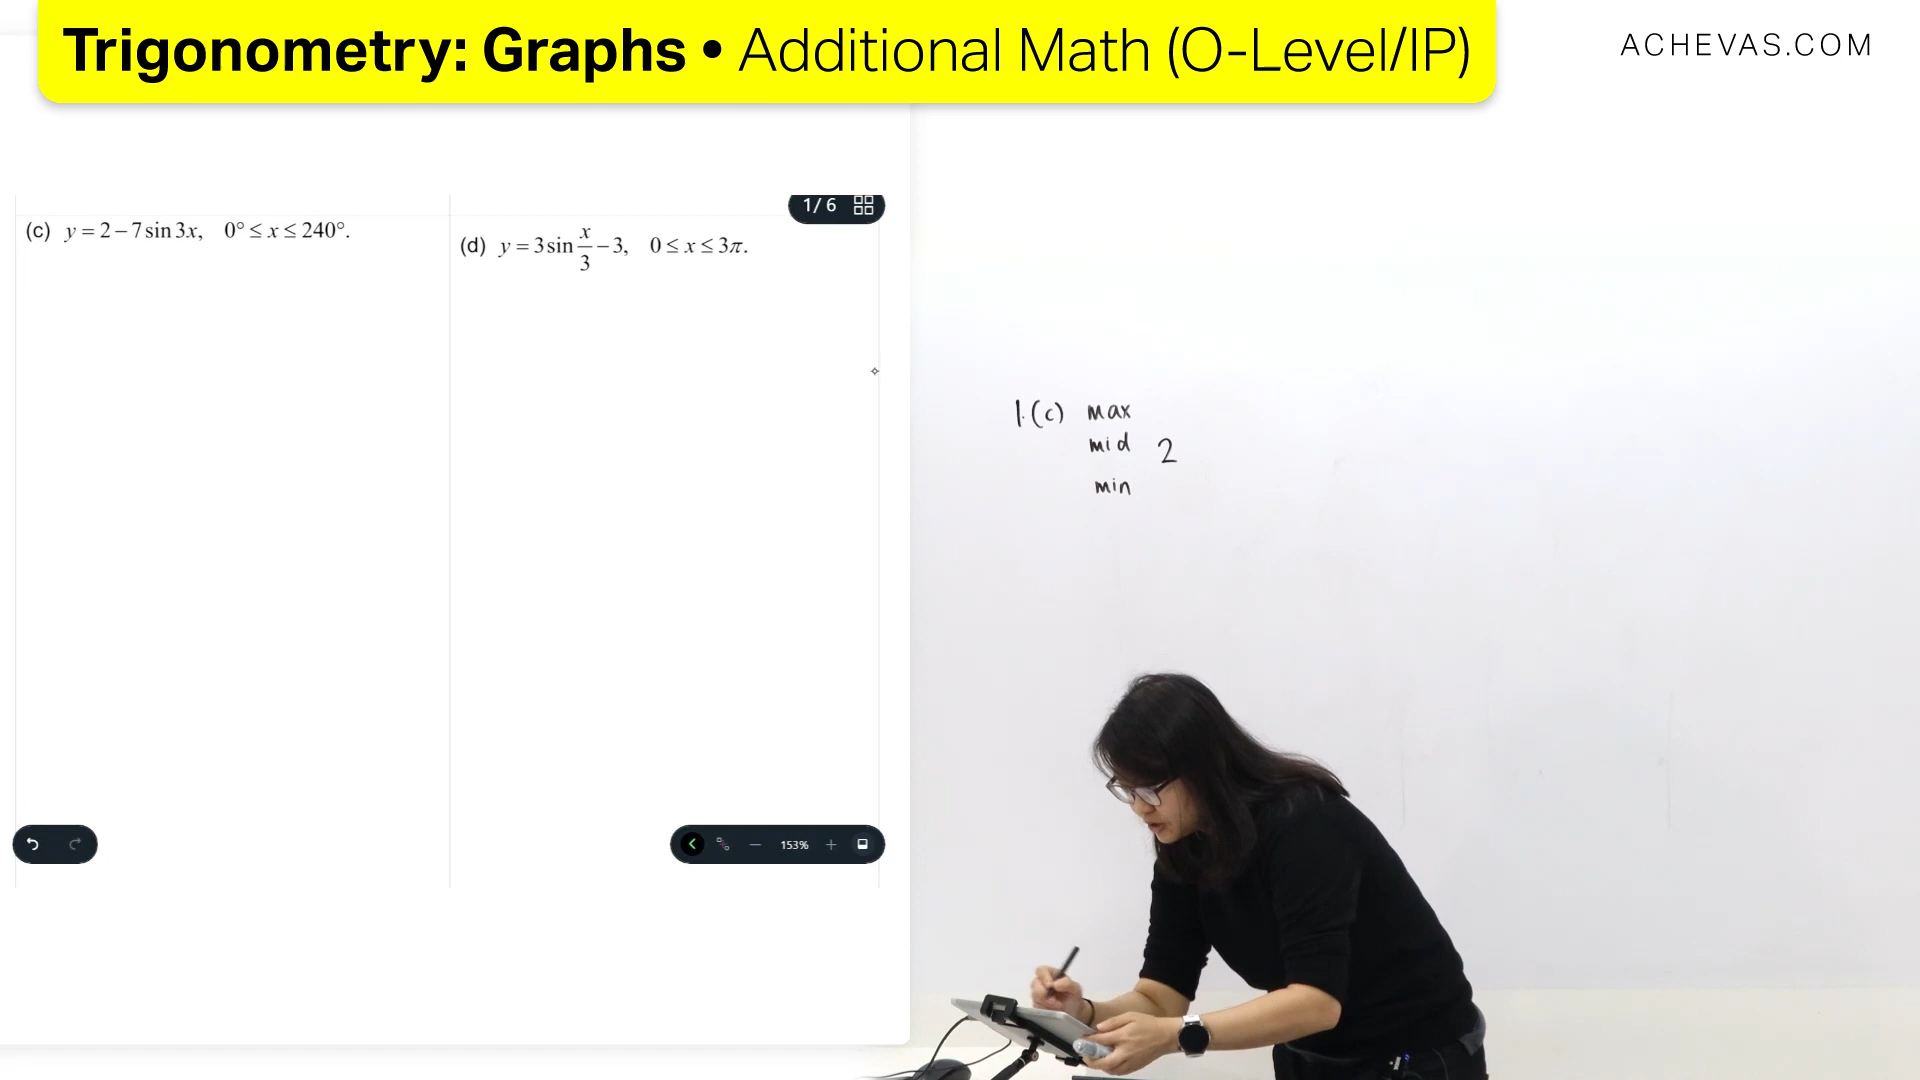 Trigonometry: Graphs • Additional Math (O-Level/IP)
ACHEVAS.COM
1/6
(c) y = 2 – 7 sin 3x, 0° ≤ x ≤ 240°.
(d) y = 3 sin x/3 – 3, 0 ≤ x ≤ 3π.
1.(c) max
mid 2
min
153%